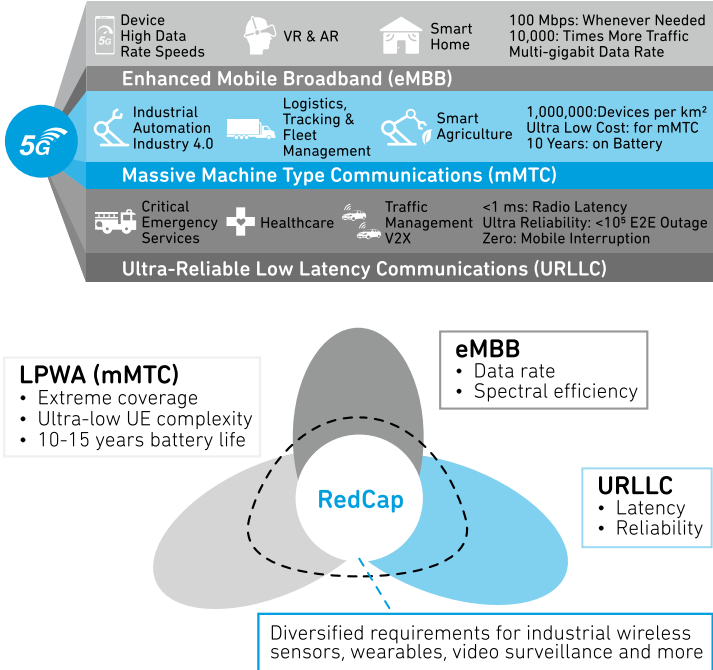 5G
5G
Device
High Data
Rate Speeds
VR & AR
Smart
Home
100 Mbps: Whenever Needed
10,000: Times More Traffic
Multi-gigabit Data Rate
Enhanced Mobile Broadband (eMBB)
Industrial
Automation
Industry 4.0
Logistics,
Tracking &
Fleet
Management
Smart
Agriculture
1,000,000:Devices per km²
Ultra Low Cost: for mMTC
10 Years: on Battery
Massive Machine Type Communications (mMTC)
Critical
Emergency
Services
Healthcare
Traffic
Management
V2X
<1 ms: Radio Latency
Ultra Reliability: <10⁵ E2E Outage
Zero: Mobile Interruption
Ultra-Reliable Low Latency Communications (URLLC)
eMBB
• Data rate
• Spectral efficiency
LPWA (mMTC)
• Extreme coverage
• Ultra-low UE complexity
• 10-15 years battery life
RedCap
URLLC
• Latency
• Reliability
Diversified requirements for industrial wireless
sensors, wearables, video surveillance and more